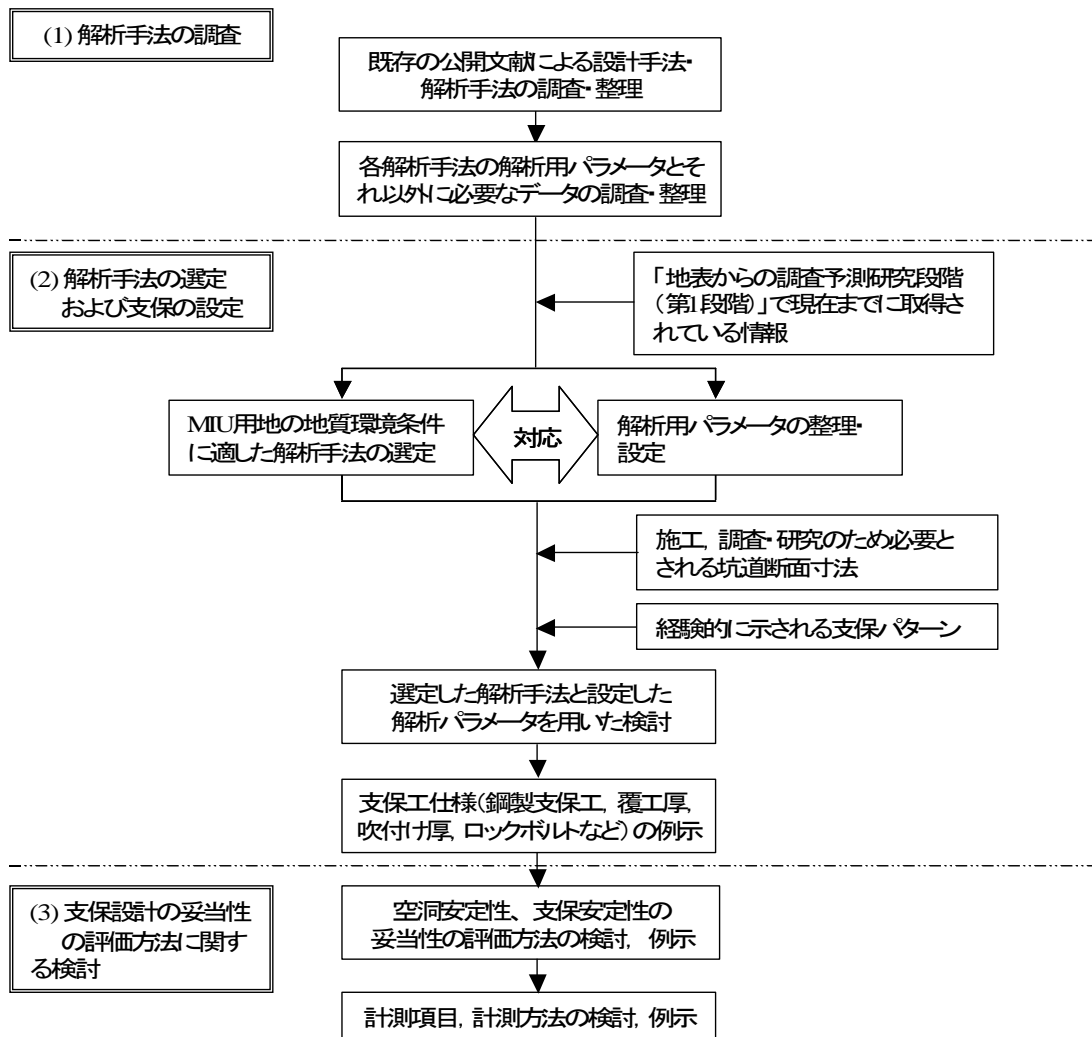 (1) 解析手法の調査
既存の公開文献による設計手法・
解析手法の調査・整理
各解析手法の解析用パラメータとそ
れ以外に必要なデータの調査・整理
(2) 解析手法の選定
および支保の設定
「地表からの調査予測研究段階
(第1段階)」で現在までに取得さ
れている情報
MIU用地の地質環境条件
に適した解析手法の選定
対応
解析用パラメータの整理・
設定
施工, 調査・研究のため必要と
される坑道断面寸法
経験的に示される支保パターン
選定した解析手法と設定した
解析パラメータを用いた検討
支保工仕様(鋼製支保工, 覆工厚,
吹付け厚, ロックボルトなど)の例示
(3) 支保設計の妥当性
の評価方法に関す
る検討
空洞安定性、支保安定性の
妥当性の評価方法の検討, 例示
計測項目, 計測方法の検討, 例示